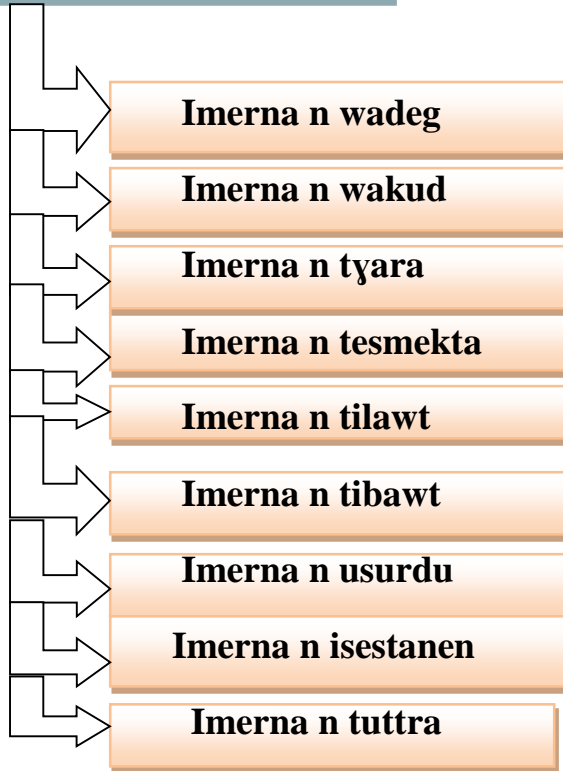 Imerna n wadeg
Imerna n wakud
Imerna n tɣara
Imerna n tesmekta
Imerna n tilawt
Imerna n tibawt
Imerna n usurdu
Imerna n isestanen
Imerna n tuttra